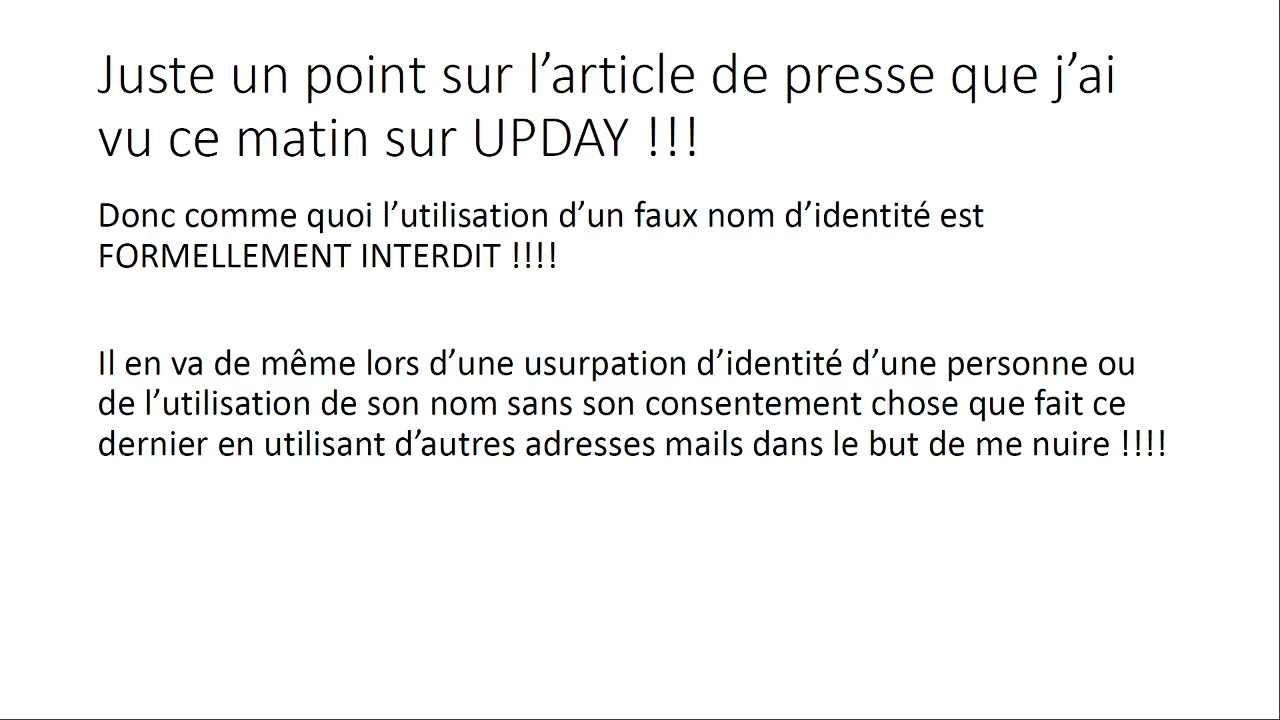 Juste un point sur l’article de presse que j’ai
vu ce matin sur UPDAY !!!
Donc comme quoi l’utilisation d’un faux nom d’identité est
FORMELLEMENT INTERDIT !!!!
Il en va de même lors d’une usurpation d’identité d’une personne ou
de l’utilisation de son nom sans son consentement chose que fait ce
dernier en utilisant d’autres adresses mails dans le but de me nuire !!!!